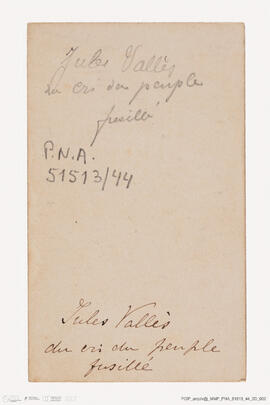 Jules Vallès
du cri du peuple
fusillé
P.N.A.
51513/44
Jules Vallès
du cri du peuple
fusillé